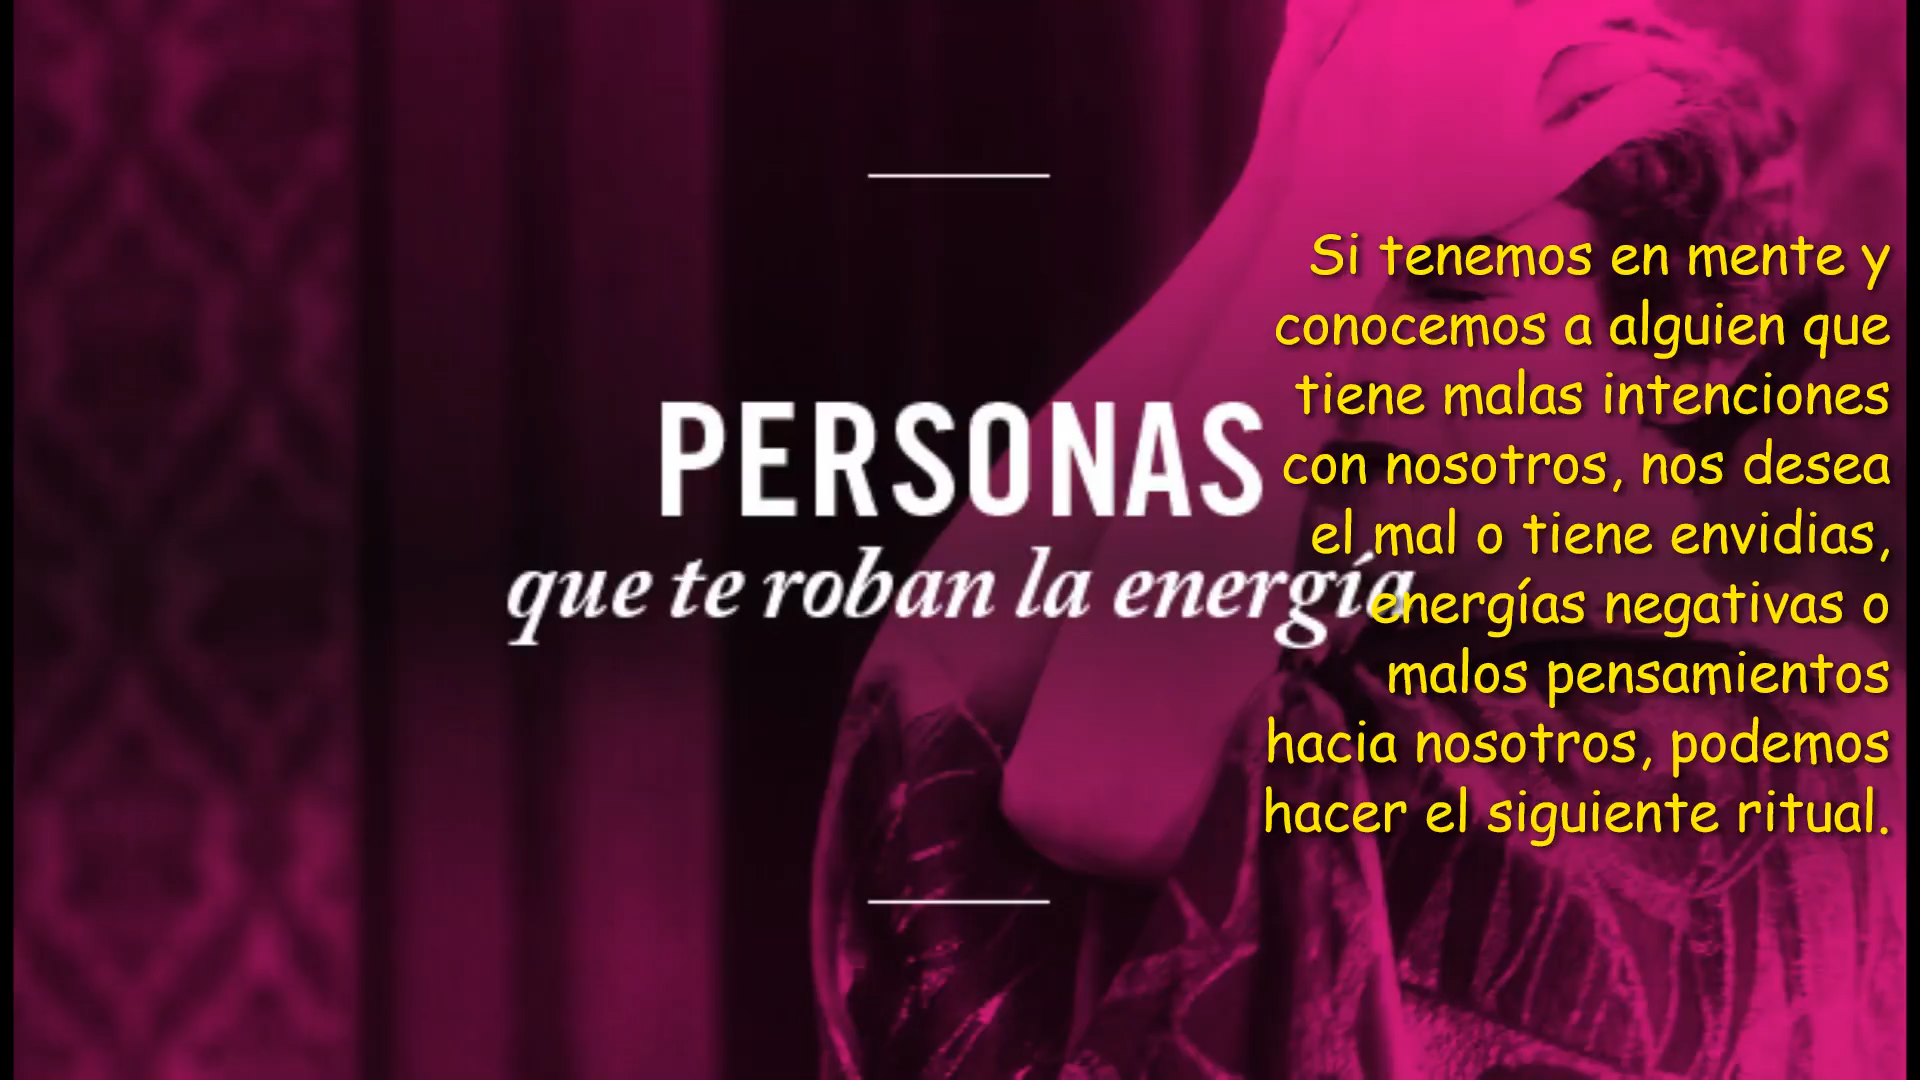 PERSONAS
que te roban la energía
Si tenemos en mente y
conocemos a alguien que
tiene malas intenciones
con nosotros, nos desea
el mal o tiene envidias,
energías negativas o
malos pensamientos
hacia nosotros, podemos
hacer el siguiente ritual.